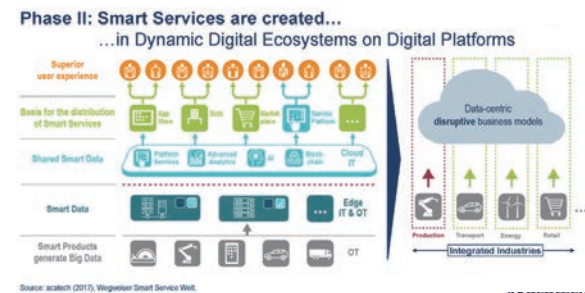 Phase II: Smart Services are created…
…in Dynamic Digital Ecosystems on Digital Platforms
Superior
user experience
Basis for the distribution
of Smart Services
App
Store
Bots
Market
place
Service
Platform
...
Shared Smart Data
Platform
Services
Advanced
Analytics
AI
Block-
chain
Cloud
IT
Smart Data
...
Edge
IT & OT
Smart Products
generate Big Data
OT
Data-centric
disruptive business models
...
Production
Transport
Energy
Retail
Integrated Industries
Source: acatech (2017), Wegweiser Smart Service Welt.